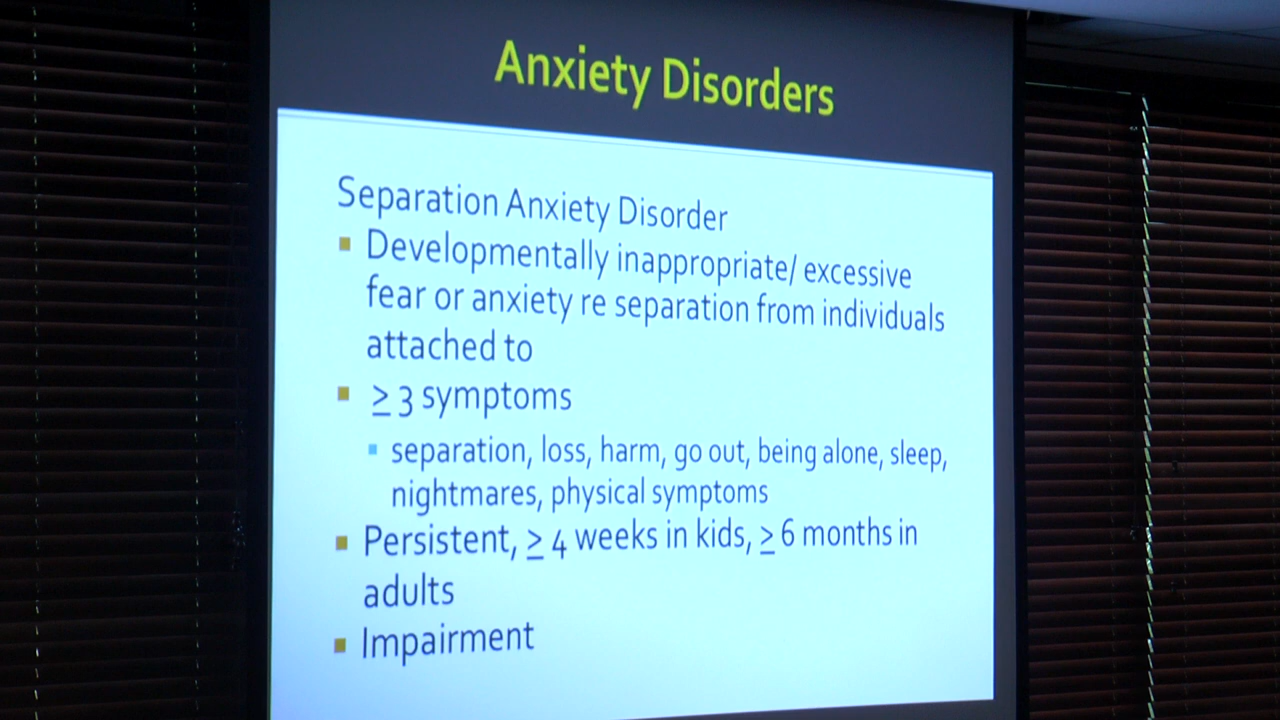 Anxiety Disorders
Separation Anxiety Disorder
▪ Developmentally inappropriate/ excessive
fear or anxiety re separation from individuals
attached to
▪ ≥ 3 symptoms
▪ separation, loss, harm, go out, being alone, sleep,
nightmares, physical symptoms
▪ Persistent, ≥ 4 weeks in kids, ≥ 6 months in
adults
▪ Impairment